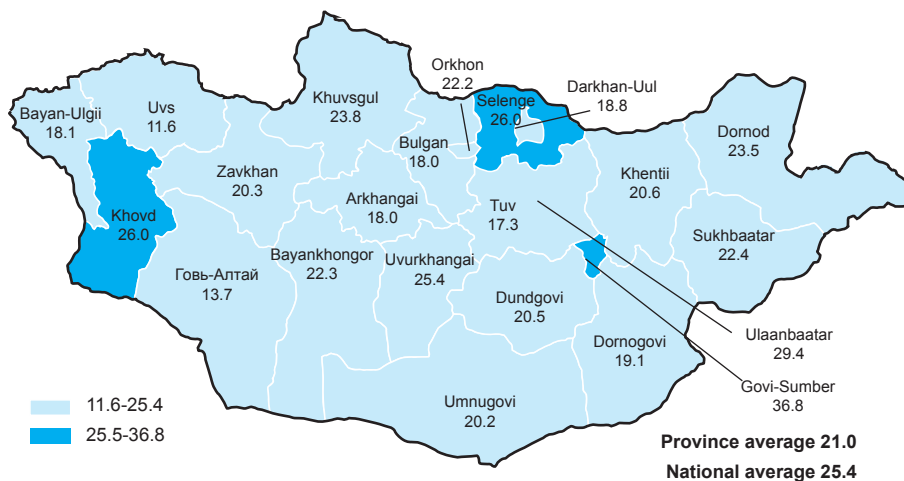 Orkhon
22.2
Darkhan-Uul
18.8
Selenge
26.0
Khuvsgul
23.8
Uvs
11.6
Bayan-Ulgii
18.1
Dornod
23.5
Bulgan
18.0
Khentii
20.6
Zavkhan
20.3
Arkhangai
18.0
Tuv
17.3
Khovd
26.0
Sukhbaatar
22.4
Bayankhongor
22.3
Uvurkhangai
25.4
Говь-Алтай
13.7
Dundgovi
20.5
Dornogovi
19.1
Ulaanbaatar
29.4
Govi-Sumber
36.8
Umnugovi
20.2
11.6-25.4
25.5-36.8
Province average 21.0
National average 25.4